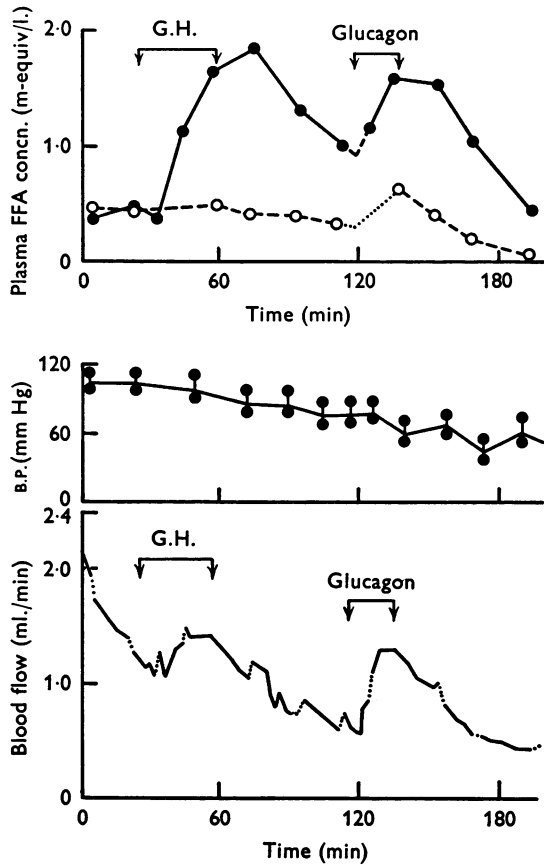 Plasma FFA concn. (m-equiv/l.)
2·0
1·0
0
G.H.
Glucagon
0 60 120 180
Time (min)
B.P. (mm Hg)
120
60
0
Blood flow (ml./min)
2·4
2·0
1·0
0
G.H.
Glucagon
0 60 120 180
Time (min)